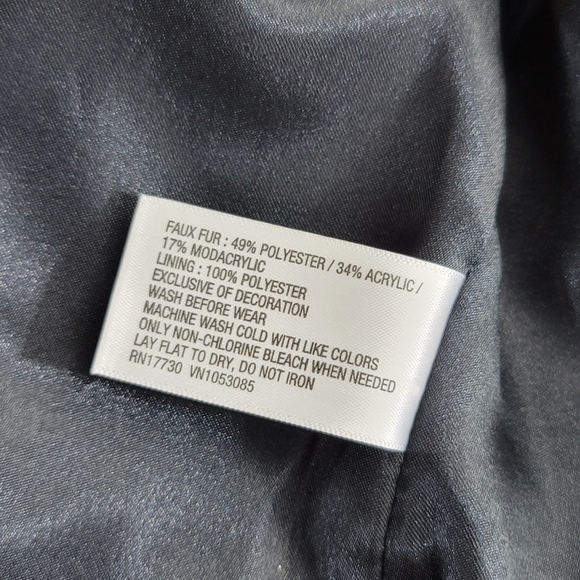 FAUX FUR : 49% POLYESTER / 34% ACRYLIC /
17% MODACRYLIC
LINING : 100% POLYESTER
EXCLUSIVE OF DECORATION
WASH BEFORE WEAR
MACHINE WASH COLD WITH LIKE COLORS
ONLY NON-CHLORINE BLEACH WHEN NEEDED
LAY FLAT TO DRY, DO NOT IRON
RN17730 VN1053085